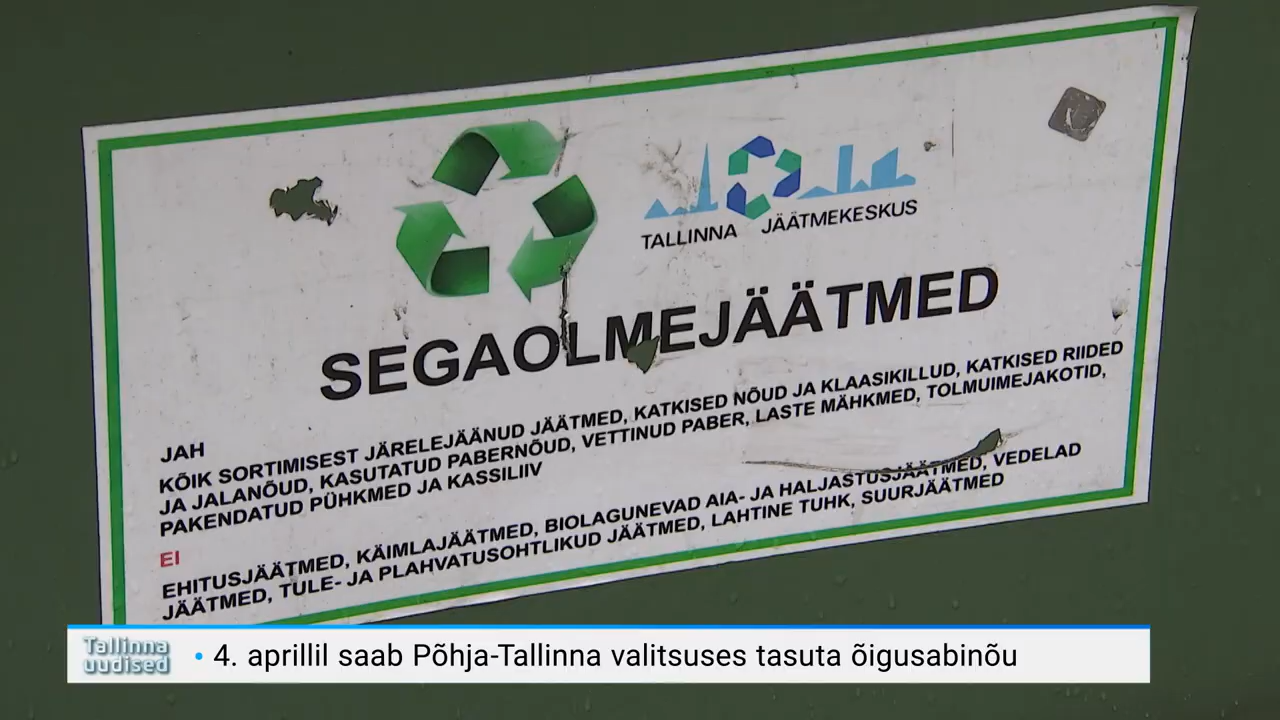 TALLINNA JÄÄTMEKESKUS
SEGAOLMEJÄÄTMED
JAH
KÕIK SORTIMISEST JÄRELEJÄÄNUD JÄÄTMED, KATKISED NÕUD JA KLAASIKILLUD, KATKISED RIIDED
JA JALANÕUD, KASUTATUD PABERNÕUD, VETTINUD PABER, LASTE MÄHKMED, TOLMUIMEJAKOTID,
PAKENDATUD PÜHKMED JA KASSILIIV
EI
EHITUSJÄÄTMED, KÄIMLAJÄÄTMED, BIOLAGUNEVAD AIA- JA HALJASTUSJÄÄTMED, VEDELAD
JÄÄTMED, TULE- JA PLAHVATUSOHTLIKUD JÄÄTMED, LAHTINE TUHK, SUURJÄÄTMED
Tallinna
uudised
• 4. aprillil saab Põhja-Tallinna valitsuses tasuta õigusabinõu